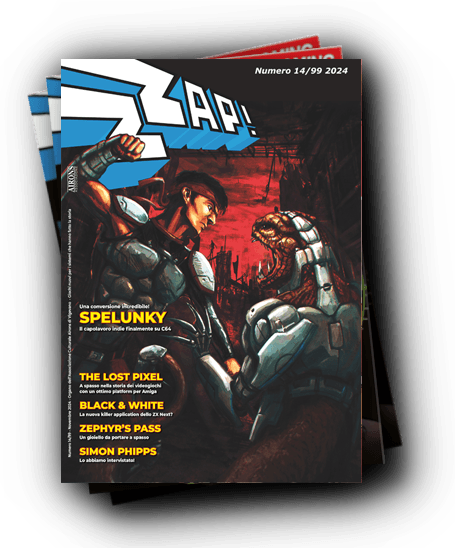 Numero 14/99 2024
ZZAP!
AIRONS
Una conversione incredibile!
SPELUNKY
Il capolavoro indie finalmente su C64
THE LOST PIXEL
A spasso nella storia dei videogiochi
con un ottimo platform per Amiga
BLACK & WHITE
La nuova killer application dello ZX Next?
ZEPHYR'S PASS
Un gioiello da portare a spasso
SIMON PHIPPS
Lo abbiamo intervistato!